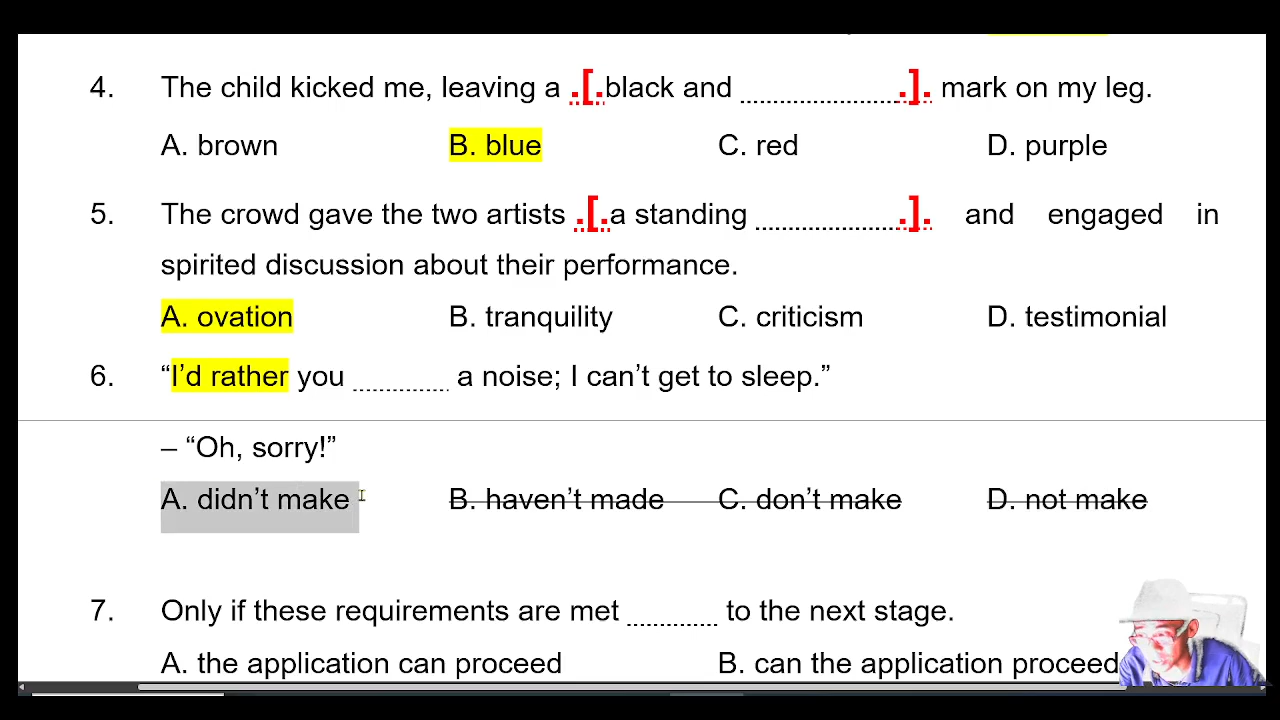 4. The child kicked me, leaving a .[.black and .................... .]. mark on my leg.
A. brown B. blue C. red D. purple
5. The crowd gave the two artists .[.a standing .................... .]. and engaged in
spirited discussion about their performance.
A. ovation B. tranquility C. criticism D. testimonial
6. “I’d rather you ............ a noise; I can’t get to sleep.”
– “Oh, sorry!”
A. didn’t make B. haven’t made C. don’t make D. not make
7. Only if these requirements are met ............ to the next stage.
A. the application can proceed B. can the application proceed